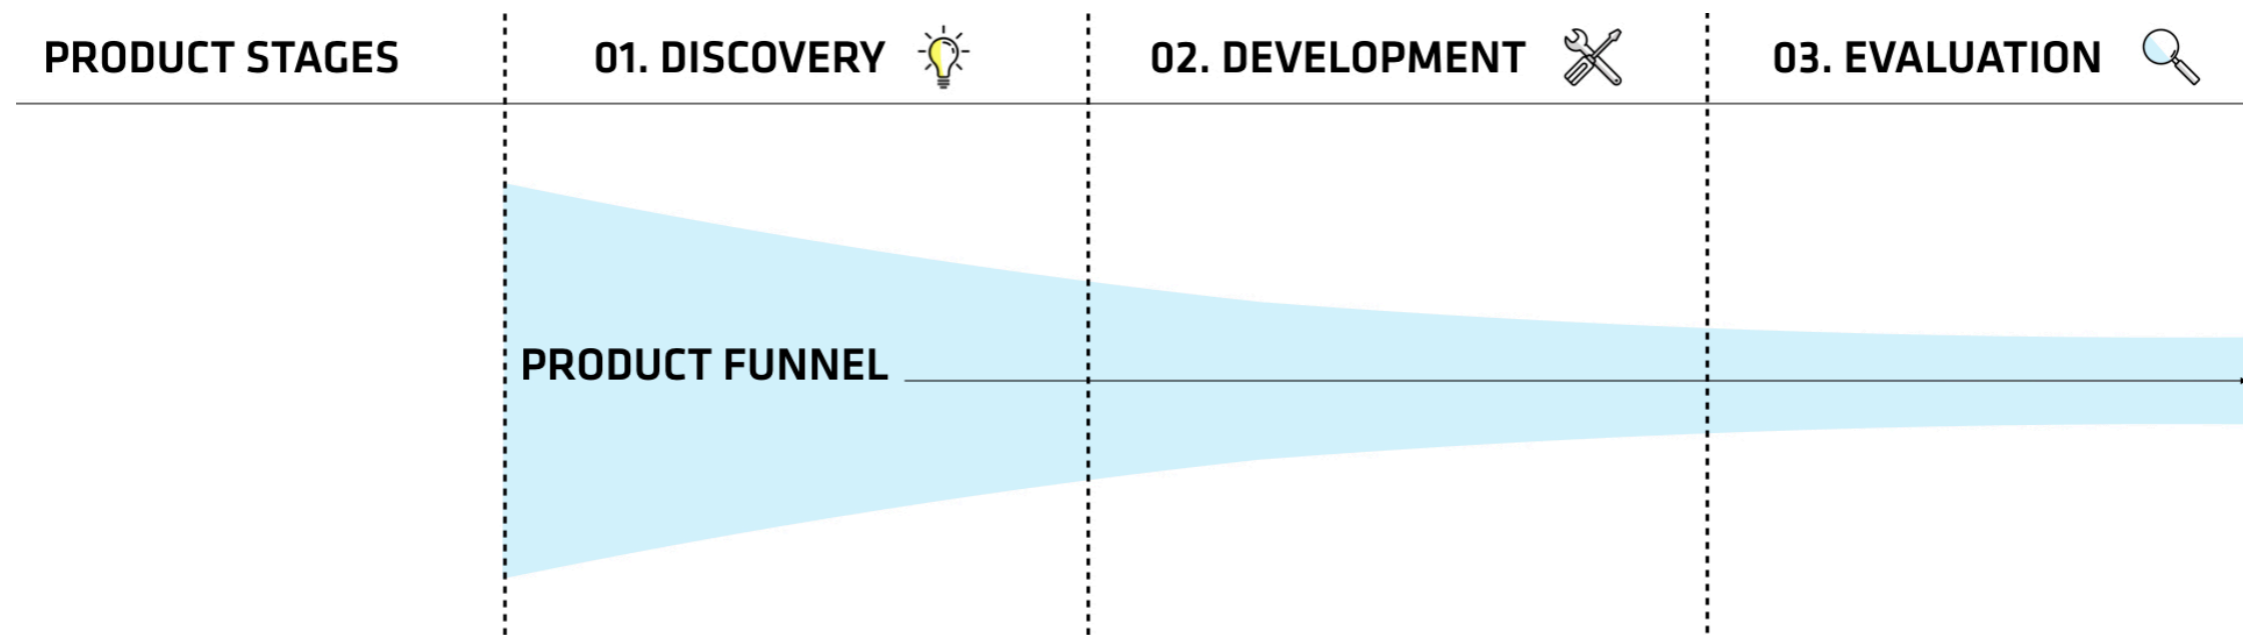 PRODUCT STAGES
01. DISCOVERY
02. DEVELOPMENT
03. EVALUATION
PRODUCT FUNNEL